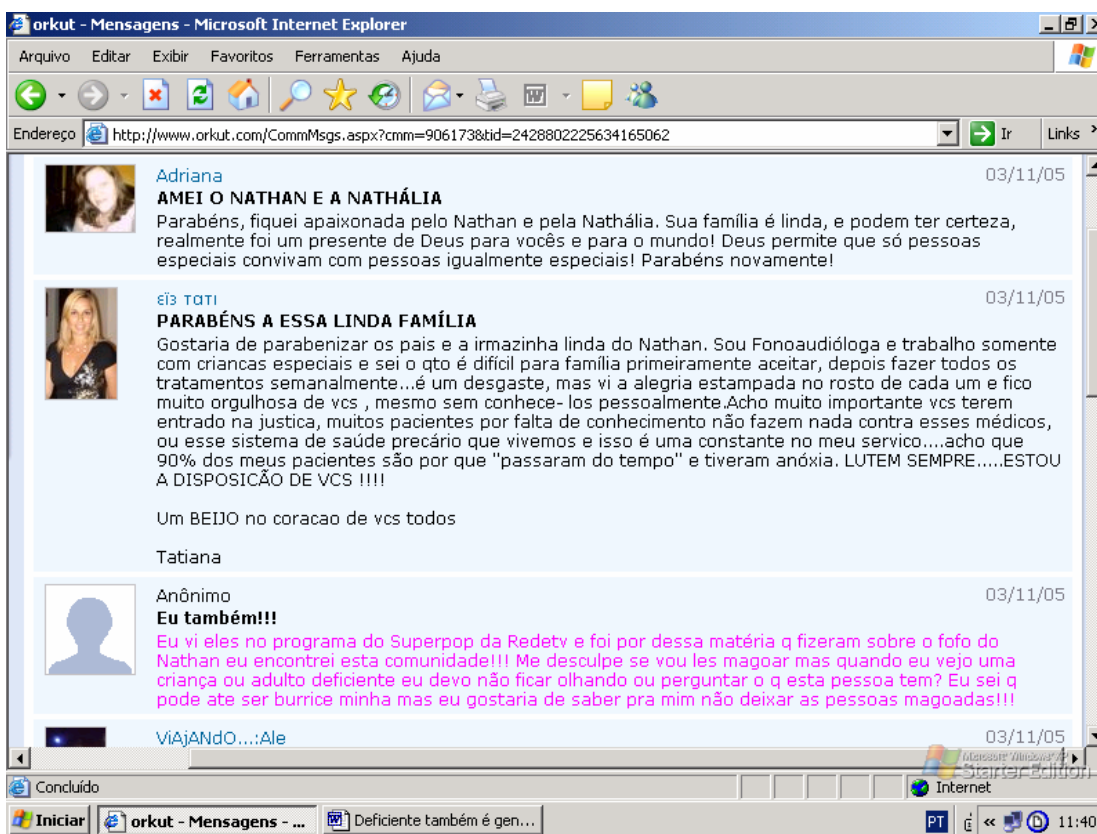 orkut - Mensagens - Microsoft Internet Explorer
Arquivo Editar Exibir Favoritos Ferramentas Ajuda
Endereço http://www.orkut.com/CommMsgs.aspx?cmm=906173&tid=2428802225634165062 Ir Links
Adriana 03/11/05
AMEI O NATHAN E A NATHÁLIA
Parabéns, fiquei apaixonada pelo Nathan e pela Nathália. Sua família é linda, e podem ter certeza,
realmente foi um presente de Deus para vocês e para o mundo! Deus permite que só pessoas
especiais convivam com pessoas igualmente especiais! Parabéns novamente!
εïз τατι 03/11/05
PARABÉNS A ESSA LINDA FAMÍLIA
Gostaria de parabenizar os pais e a irmazinha linda do Nathan. Sou Fonoaudióloga e trabalho somente
com criancas especiais e sei o qto é difícil para família primeiramente aceitar, depois fazer todos os
tratamentos semanalmente...é um desgaste, mas vi a alegria estampada no rosto de cada um e fico
muito orgulhosa de vcs , mesmo sem conhece- los pessoalmente.Acho muito importante vcs terem
entrado na justica, muitos pacientes por falta de conhecimento não fazem nada contra esses médicos,
ou esse sistema de saúde precário que vivemos e isso é uma constante no meu servico....acho que
90% dos meus pacientes são por que "passaram do tempo" e tiveram anóxia. LUTEM SEMPRE.....ESTOU
A DISPOSICÃO DE VCS !!!!
Um BEIJO no coracao de vcs todos
Tatiana
Anônimo 03/11/05
Eu também!!!
Eu vi eles no programa do Superpop da Redetv e foi por dessa matéria q fizeram sobre o fofo do
Nathan eu encontrei esta comunidade!!! Me desculpe se vou les magoar mas quando eu vejo uma
criança ou adulto deficiente eu devo não ficar olhando ou perguntar o q esta pessoa tem? Eu sei q
pode ate ser burrice minha mas eu gostaria de saber pra mim não deixar as pessoas magoadas!!!
ViAjANdO...:Ale 03/11/05
Microsoft Windows XP
Starter Edition
Concluído Internet
Iniciar orkut - Mensagens - ... Deficiente também é gen... PT « 11:40